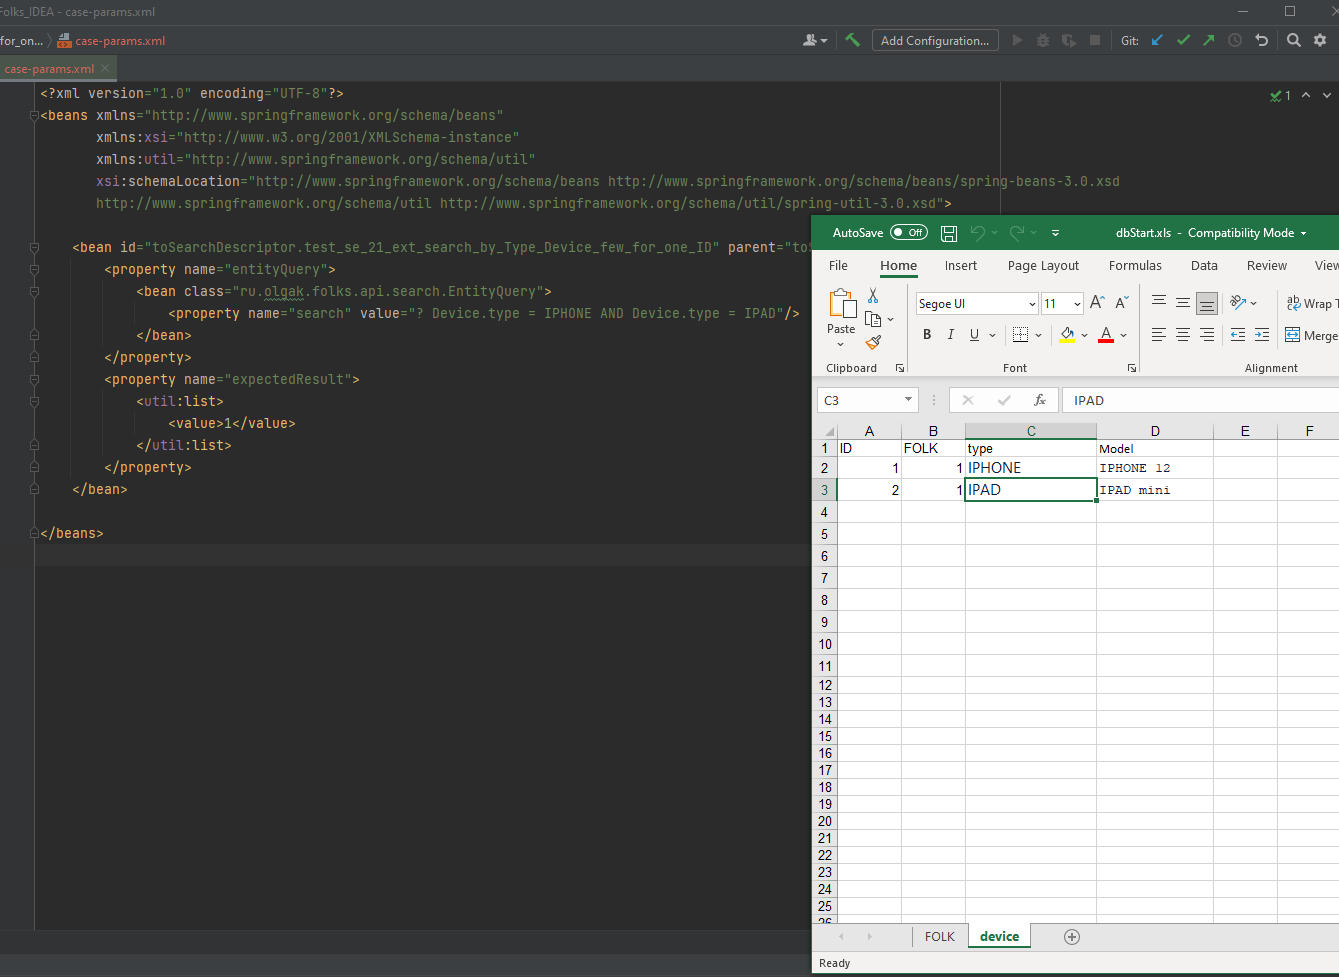 Folks_IDEA - case-params.xml
for_on... case-params.xml
Add Configuration...
Git:
case-params.xml
1
<?xml version="1.0" encoding="UTF-8"?>
<beans xmlns="http://www.springframework.org/schema/beans"
xmlns:xsi="http://www.w3.org/2001/XMLSchema-instance"
xmlns:util="http://www.springframework.org/schema/util"
xsi:schemaLocation="http://www.springframework.org/schema/beans http://www.springframework.org/schema/beans/spring-beans-3.0.xsd
http://www.springframework.org/schema/util http://www.springframework.org/schema/util/spring-util-3.0.xsd">
<bean id="toSearchDescriptor.test_se_21_ext_search_by_Type_Device_few_for_one_ID" parent="toS
<property name="entityQuery">
<bean class="ru.olgak.folks.api.search.EntityQuery">
<property name="search" value="? Device.type = IPHONE AND Device.type = IPAD"/>
</bean>
</property>
<property name="expectedResult">
<util:list>
<value>1</value>
</util:list>
</property>
</bean>
</beans>
AutoSave Off dbStart.xls - Compatibility Mode
File Home Insert Page Layout Formulas Data Review View
Paste
Segoe UI 11
B I U
A
ab Wrap T
Merge
Clipboard Font Alignment
C3 fx IPAD
A B C D E F
1 ID FOLK type Model
2 1 1 IPHONE IPHONE 12
3 2 1 IPAD IPAD mini
4
5
6
7
8
9
10
11
12
13
14
15
16
17
18
19
20
21
22
23
24
25
26
FOLK device
Ready